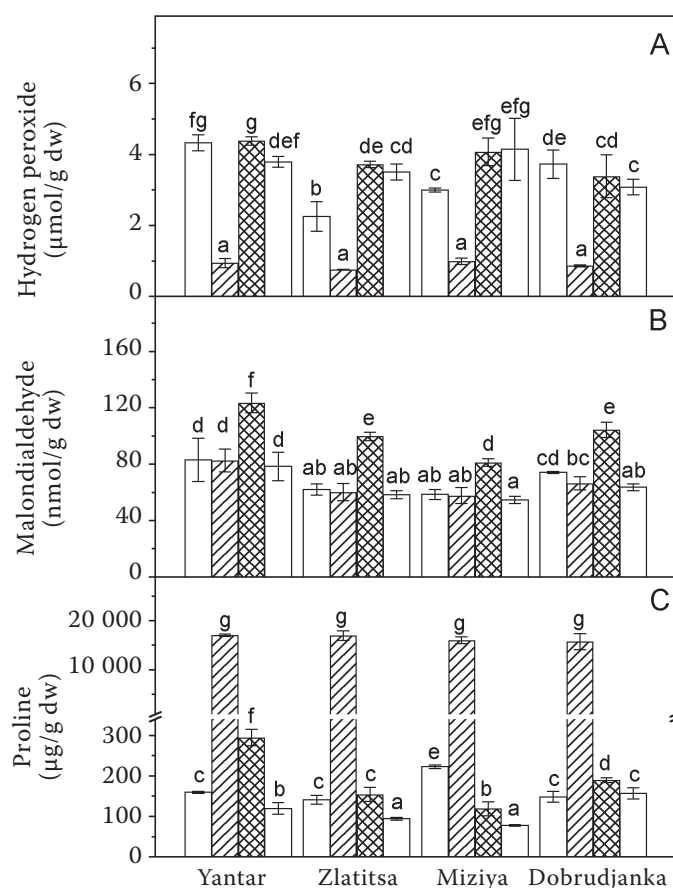 A
Hydrogen peroxide
(μmol/g dw)
6
4
2
0
fg
a
g
def
b
a
de
cd
c
a
efg
efg
de
a
cd
c
B
Malondialdehyde
(nmol/g dw)
160
120
80
40
0
d
d
f
d
ab
ab
e
ab
ab
ab
d
a
cd
bc
e
ab
C
Proline
(μg/g dw)
20 000
10 000
300
200
100
0
c
g
f
b
c
g
c
a
e
g
b
a
c
g
d
c
Yantar Zlatitsa Miziya Dobrudjanka